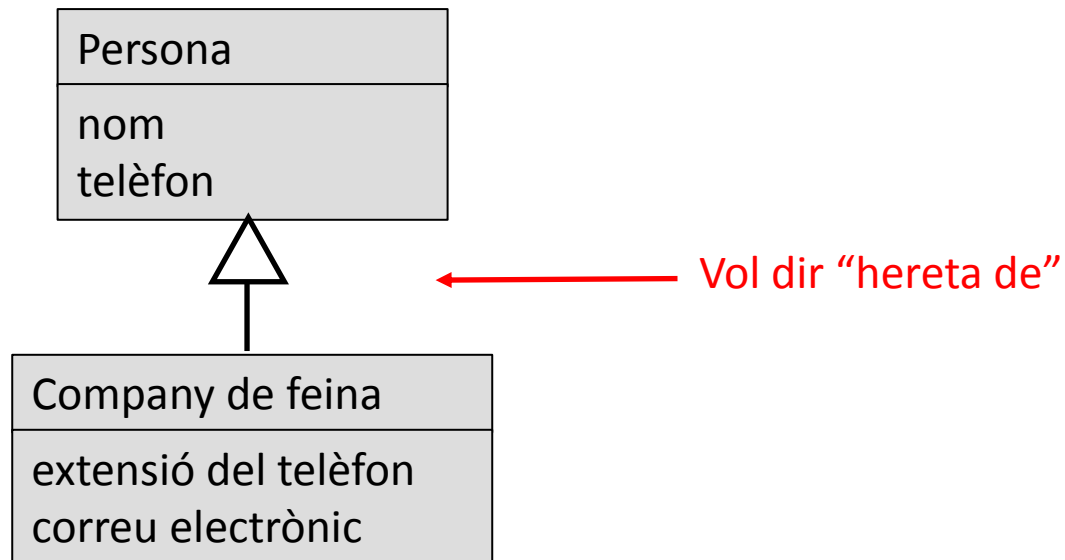 Persona
nom
telèfon
Vol dir “hereta de”
Company de feina
extensió del telèfon
correu electrònic